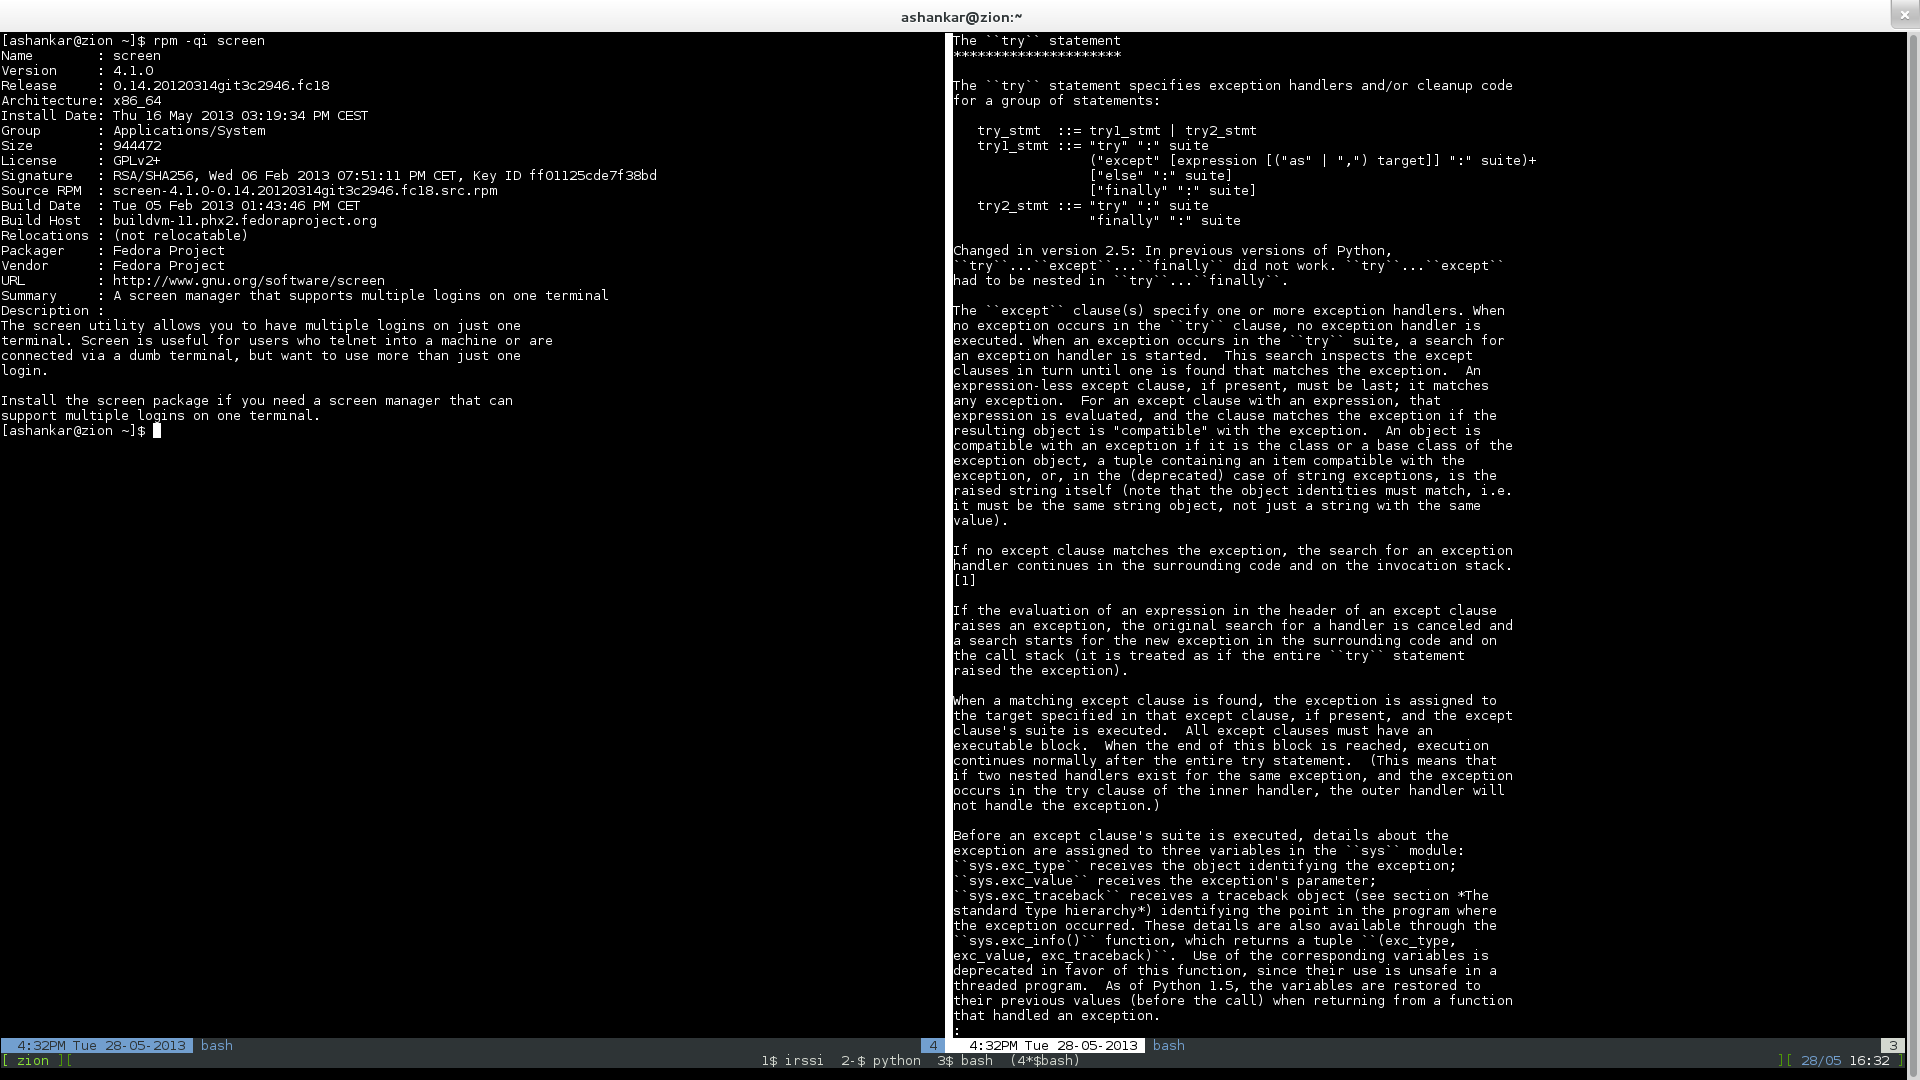 ashankar@zion:~
×
[ashankar@zion ~]$ rpm -qi screen
Name        : screen
Version     : 4.1.0
Release     : 0.14.20120314git3c2946.fc18
Architecture: x86_64
Install Date: Thu 16 May 2013 03:19:34 PM CEST
Group       : Applications/System
Size        : 944472
License     : GPLv2+
Signature   : RSA/SHA256, Wed 06 Feb 2013 07:51:11 PM CET, Key ID ff01125cde7f38bd
Source RPM  : screen-4.1.0-0.14.20120314git3c2946.fc18.src.rpm
Build Date  : Tue 05 Feb 2013 01:43:46 PM CET
Build Host  : buildvm-11.phx2.fedoraproject.org
Relocations : (not relocatable)
Packager    : Fedora Project
Vendor      : Fedora Project
URL         : http://www.gnu.org/software/screen
Summary     : A screen manager that supports multiple logins on one terminal
Description :
The screen utility allows you to have multiple logins on just one
terminal. Screen is useful for users who telnet into a machine or are
connected via a dumb terminal, but want to use more than just one
login.

Install the screen package if you need a screen manager that can
support multiple logins on one terminal.
[ashankar@zion ~]$
The ``try`` statement
*********************

The ``try`` statement specifies exception handlers and/or cleanup code
for a group of statements:

   try_stmt  ::= try1_stmt | try2_stmt
   try1_stmt ::= "try" ":" suite
                 ("except" [expression [("as" | ",") target]] ":" suite)+
                 ["else" ":" suite]
                 ["finally" ":" suite]
   try2_stmt ::= "try" ":" suite
                 "finally" ":" suite

Changed in version 2.5: In previous versions of Python,
``try``...``except``...``finally`` did not work. ``try``...``except``
had to be nested in ``try``...``finally``.

The ``except`` clause(s) specify one or more exception handlers. When
no exception occurs in the ``try`` clause, no exception handler is
executed. When an exception occurs in the ``try`` suite, a search for
an exception handler is started.  This search inspects the except
clauses in turn until one is found that matches the exception.  An
expression-less except clause, if present, must be last; it matches
any exception.  For an except clause with an expression, that
expression is evaluated, and the clause matches the exception if the
resulting object is "compatible" with the exception.  An object is
compatible with an exception if it is the class or a base class of the
exception object, a tuple containing an item compatible with the
exception, or, in the (deprecated) case of string exceptions, is the
raised string itself (note that the object identities must match, i.e.
it must be the same string object, not just a string with the same
value).

If no except clause matches the exception, the search for an exception
handler continues in the surrounding code and on the invocation stack.
[1]

If the evaluation of an expression in the header of an except clause
raises an exception, the original search for a handler is canceled and
a search starts for the new exception in the surrounding code and on
the call stack (it is treated as if the entire ``try`` statement
raised the exception).

When a matching except clause is found, the exception is assigned to
the target specified in that except clause, if present, and the except
clause's suite is executed.  All except clauses must have an
executable block.  When the end of this block is reached, execution
continues normally after the entire try statement.  (This means that
if two nested handlers exist for the same exception, and the exception
occurs in the try clause of the inner handler, the outer handler will
not handle the exception.)

Before an except clause's suite is executed, details about the
exception are assigned to three variables in the ``sys`` module:
``sys.exc_type`` receives the object identifying the exception;
``sys.exc_value`` receives the exception's parameter;
``sys.exc_traceback`` receives a traceback object (see section *The
standard type hierarchy*) identifying the point in the program where
the exception occurred. These details are also available through the
``sys.exc_info()`` function, which returns a tuple ``(exc_type,
exc_value, exc_traceback)``.  Use of the corresponding variables is
deprecated in favor of this function, since their use is unsafe in a
threaded program.  As of Python 1.5, the variables are restored to
their previous values (before the call) when returning from a function
that handled an exception.
:
4:32PM Tue 28-05-2013  bash  4
4:32PM Tue 28-05-2013  bash  3
[ zion ][  1$ irssi  2-$ python  3$ bash  (4*$bash)  ][ 28/05 16:32 ]